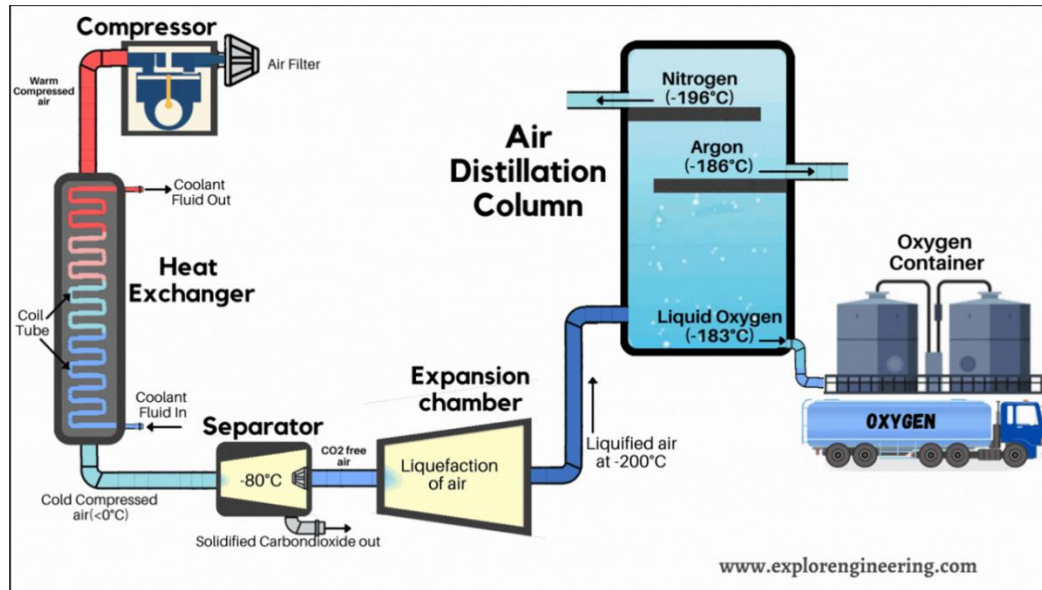 Compressor
Air Filter
Warm
Compressed
air
Coolant
Fluid Out
Heat
Exchanger
Coil
Tube
Coolant
Fluid In
Cold Compressed
air(<0°C)
Separator
-80°C
Solidified Carbondioxide out
CO2 free
air
Expansion
chamber
Liquefaction
of air
Liquified air
at -200°C
Air
Distillation
Column
Nitrogen
(-196°C)
Argon
(-186°C)
Liquid Oxygen
(-183°C)
Oxygen
Container
OXYGEN
www.explorengineering.com